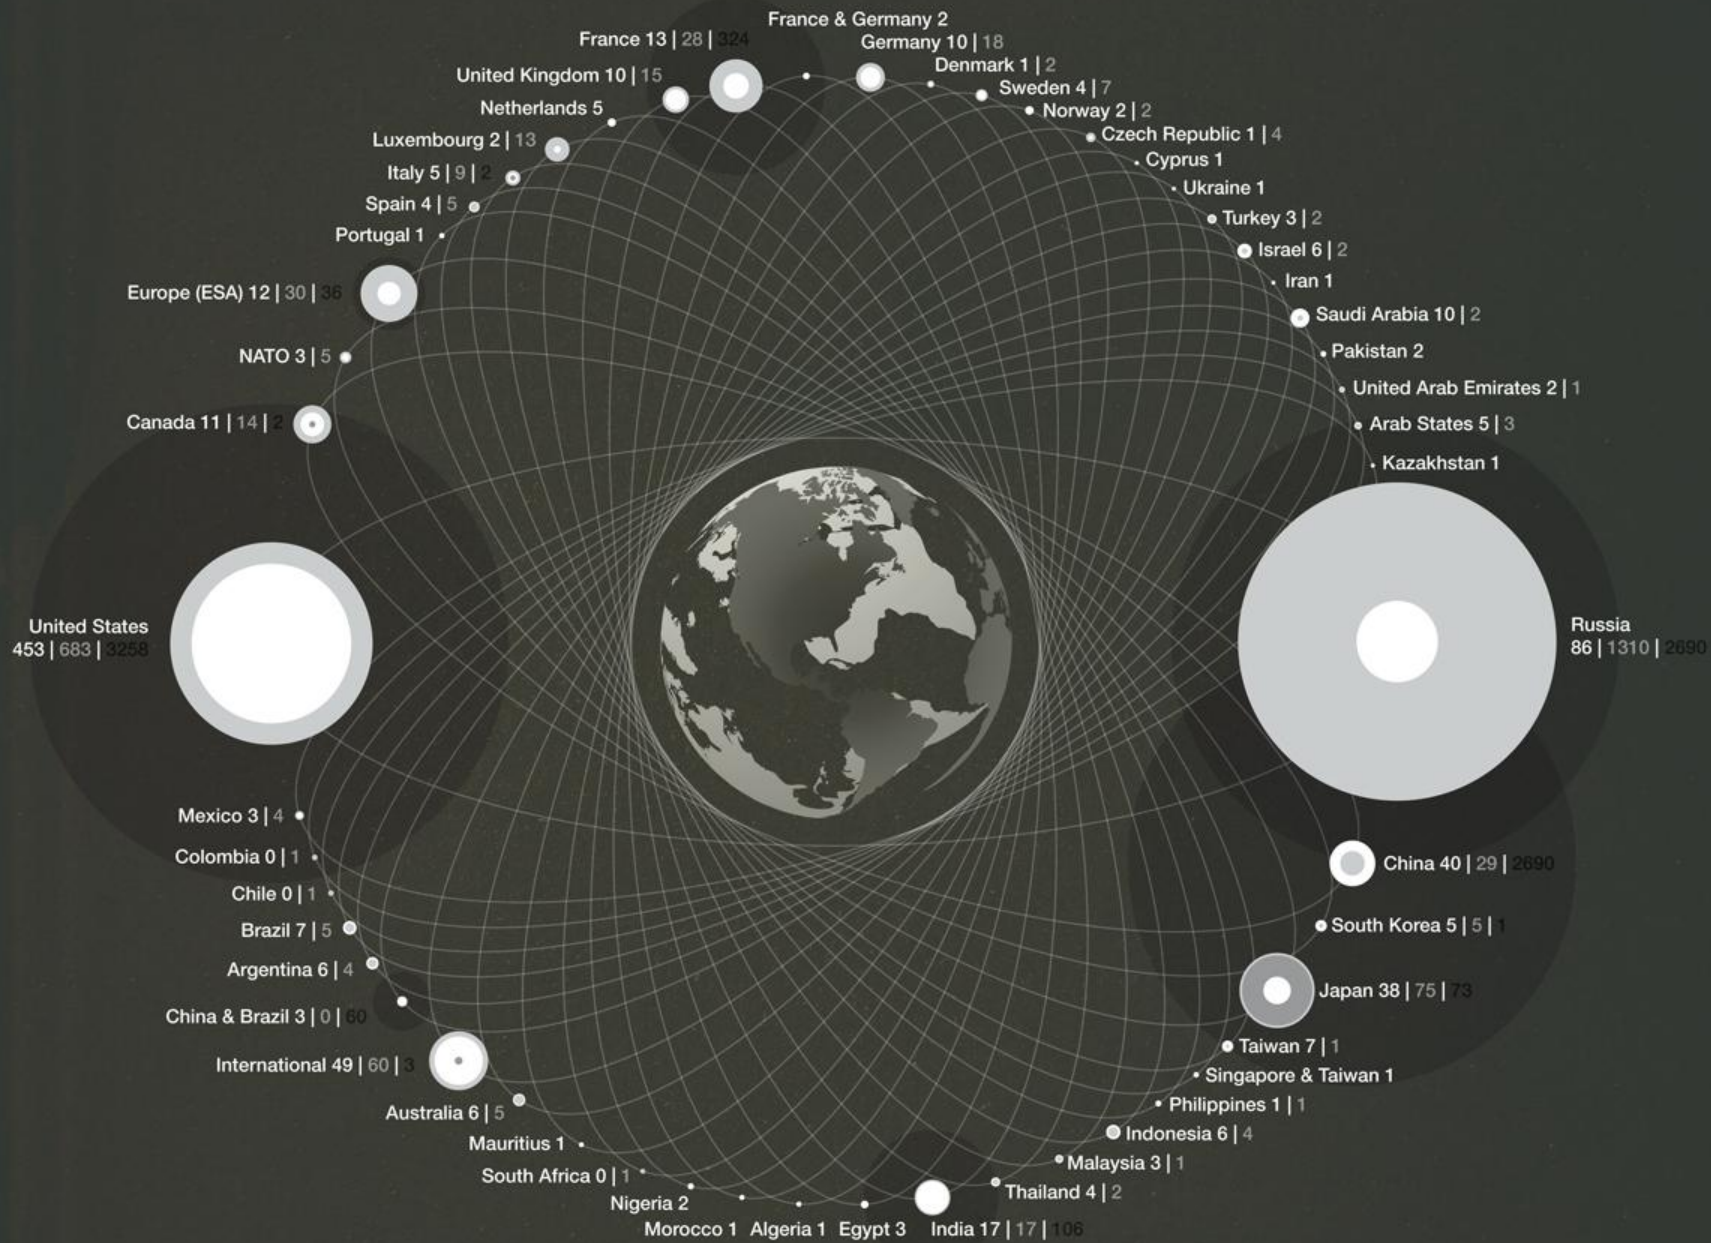 France & Germany 2
France 13 | 28 | 324
Germany 10 | 18
United Kingdom 10 | 15
Denmark 1 | 2
Sweden 4 | 7
Netherlands 5
Norway 2 | 2
Luxembourg 2 | 13
Czech Republic 1 | 4
Italy 5 | 9 | 2
Cyprus 1
Spain 4 | 5
Ukraine 1
Portugal 1
Turkey 3 | 2
Israel 6 | 2
Europe (ESA) 12 | 30 | 36
Iran 1
Saudi Arabia 10 | 2
NATO 3 | 5
Pakistan 2
United Arab Emirates 2 | 1
Canada 11 | 14 | 2
Arab States 5 | 3
Kazakhstan 1
United States
453 | 683 | 3258
Russia
86 | 1310 | 2690
Mexico 3 | 4
Colombia 0 | 1
China 40 | 29 | 2690
Chile 0 | 1
Brazil 7 | 5
South Korea 5 | 5 | 1
Argentina 6 | 4
Japan 38 | 75 | 73
China & Brazil 3 | 0 | 60
Taiwan 7 | 1
International 49 | 60 | 3
Singapore & Taiwan 1
Australia 6 | 5
Philippines 1 | 1
Indonesia 6 | 4
Mauritius 1
Malaysia 3 | 1
South Africa 0 | 1
Thailand 4 | 2
Nigeria 2
Morocco 1
Algeria 1
Egypt 3
India 17 | 17 | 106